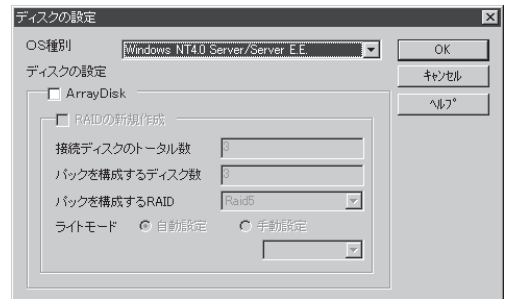 ディスクの設定
OS種別 Windows NT4.0 Server/Server E.E.
OK
ディスクの設定
キャンセル
ArrayDisk
ヘルプ
RAIDの新規作成
接続ディスクのトータル数 3
パックを構成するディスク数 3
パックを構成するRAID Raid5
ライトモード 自動設定 手動設定